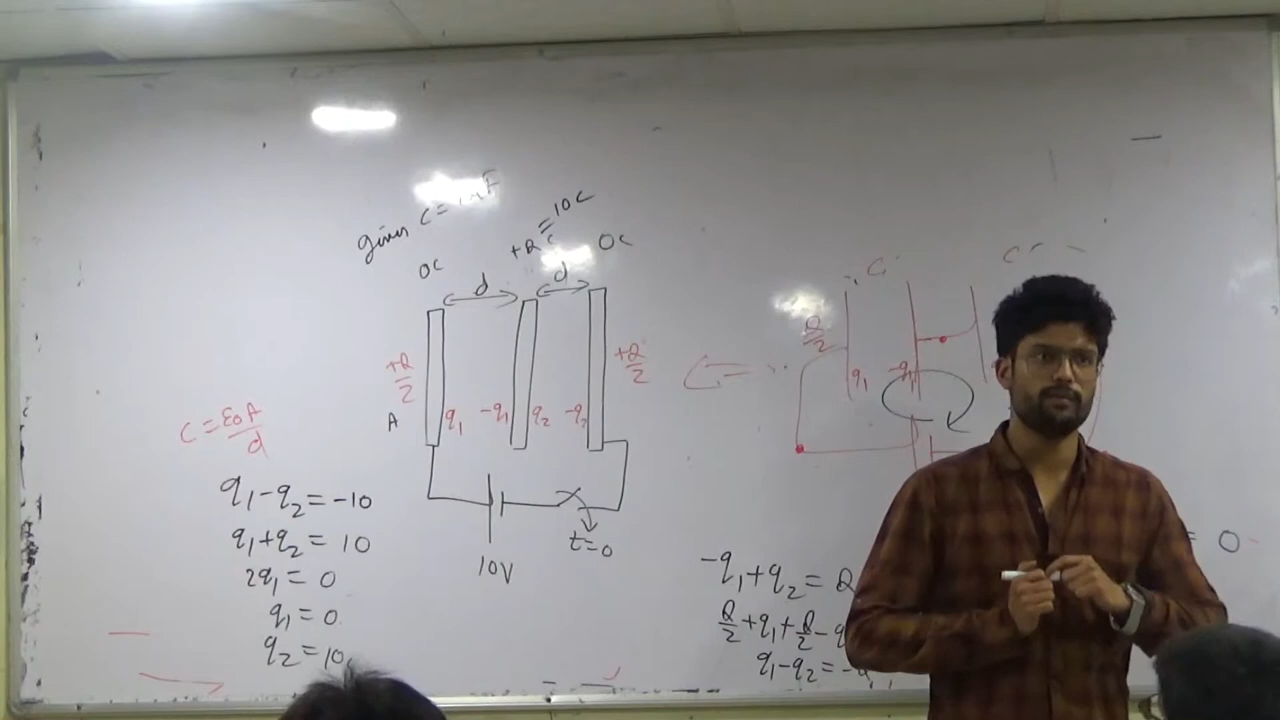 given C =
+Q = 10C
0C
0C
d
d
+Q/2
+Q/2
A
q₁
-q₁
q₂
-q₂
10V
t=0
C = ε₀A/d
q₁-q₂ = -10
q₁+q₂ = 10
2q₁ = 0
q₁ = 0
q₂ = 10
C
C
Q/2
q₁
-q₁
-q₁+q₂ = Q
Q/2+q₁+Q/2-q
q₁-q₂ = -
= 0